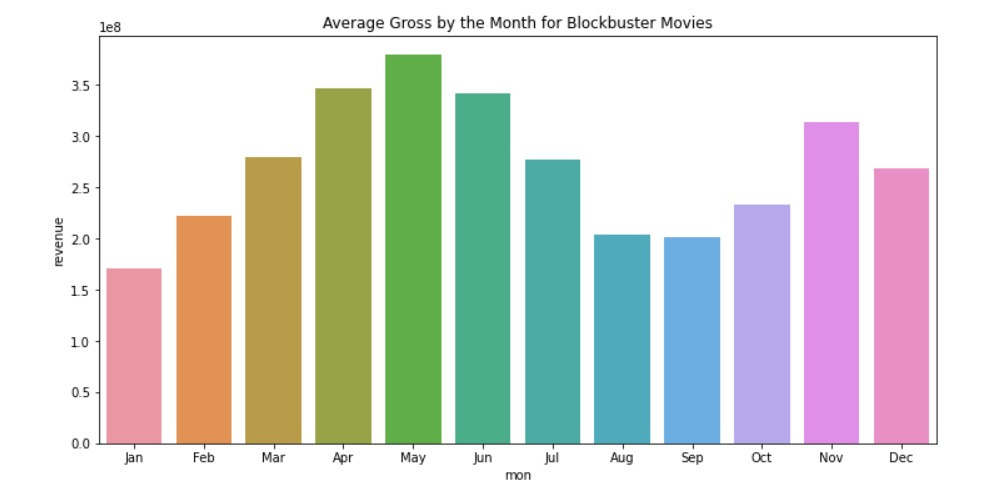 Average Gross by the Month for Blockbuster Movies
1e8
3.5
3.0
2.5
2.0
1.5
1.0
0.5
0.0
revenue
Jan Feb Mar Apr May Jun Jul Aug Sep Oct Nov Dec
mon